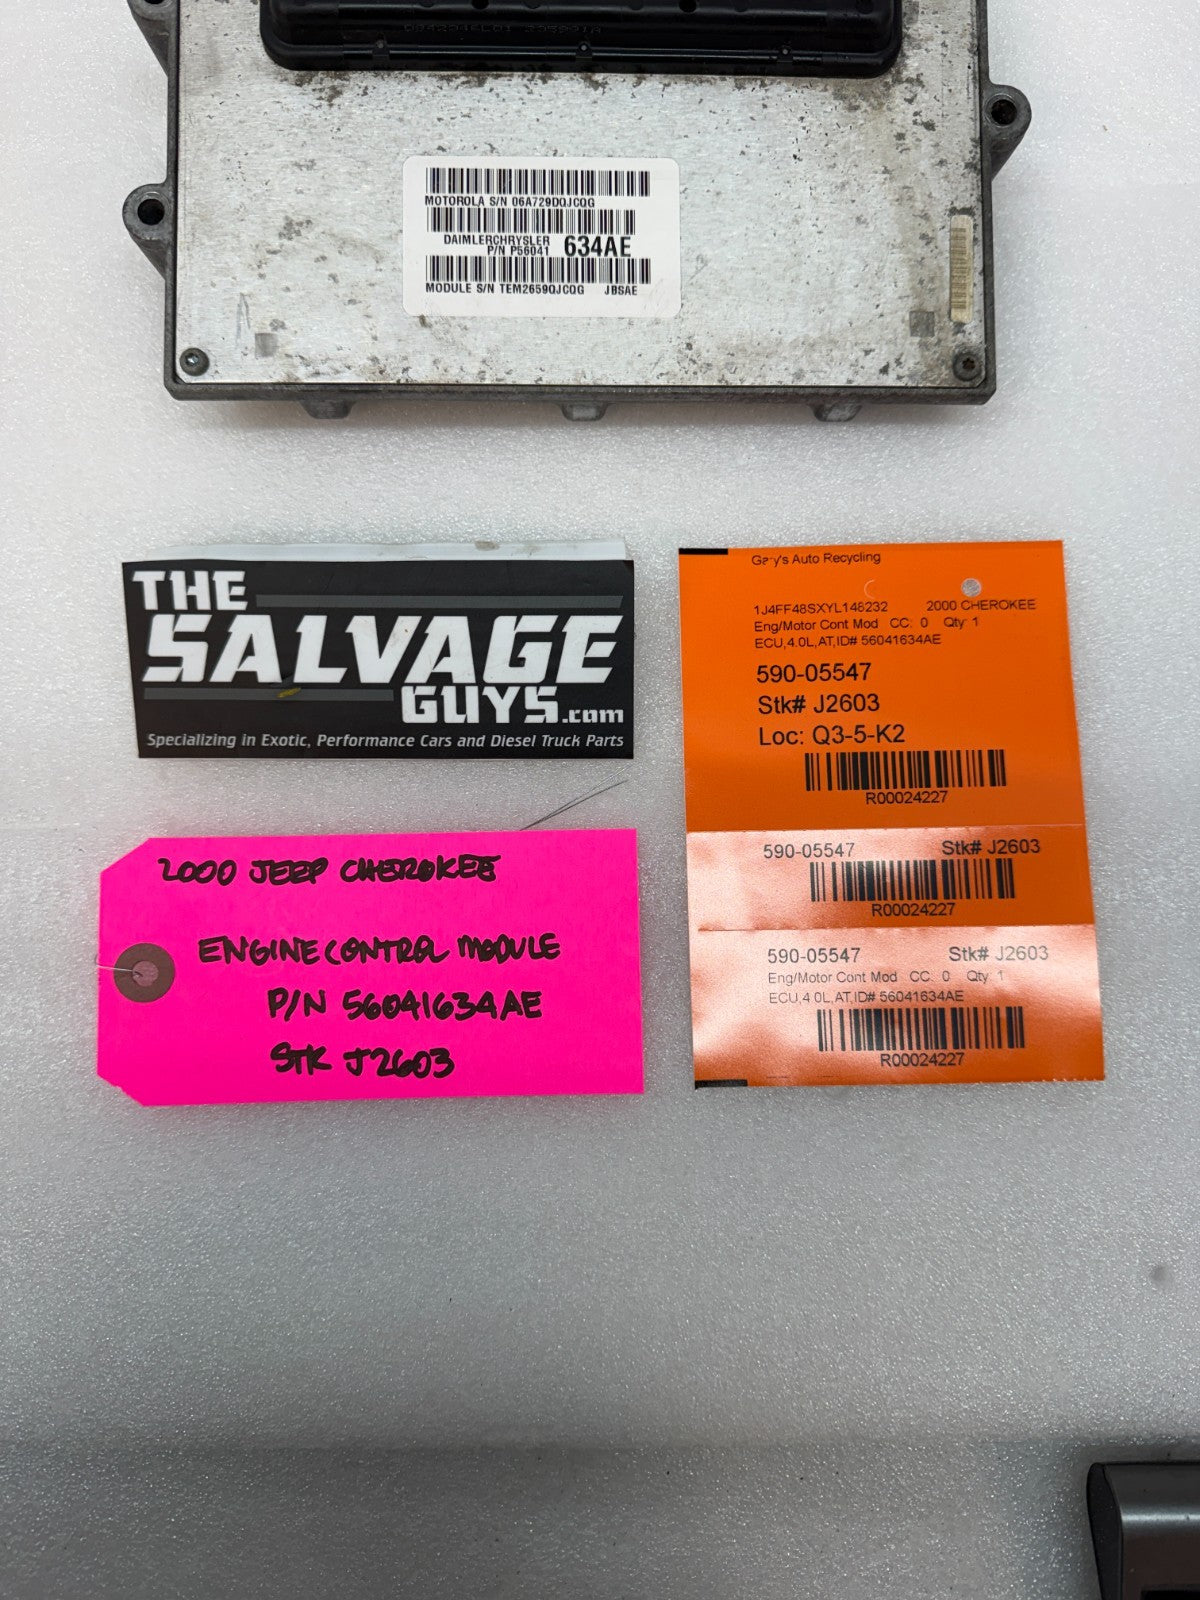 MOTOROLA S/N 06A729DQJCQG
DAIMLERCHRYSLER
P/N P56041 634AE
MODULE S/N TEM2659QJCQG JBSAE
THE
SALVAGE
GUYS.com
Specializing in Exotic, Performance Cars and Diesel Truck Parts
Gary's Auto Recycling
1J4FF48SXYL148232 2000 CHEROKEE
Eng/Motor Cont Mod CC: 0 Qty: 1
ECU,4.0L,AT,ID# 56041634AE
590-05547
Stk# J2603
Loc: Q3-5-K2
R00024227
590-05547 Stk# J2603
R00024227
590-05547 Stk# J2603
Eng/Motor Cont Mod CC: 0 Qty: 1
ECU,4.0L,AT,ID# 56041634AE
R00024227
2000 JEEP CHEROKEE
ENGINE CONTROL MODULE
P/N 56041634AE
STK J2603